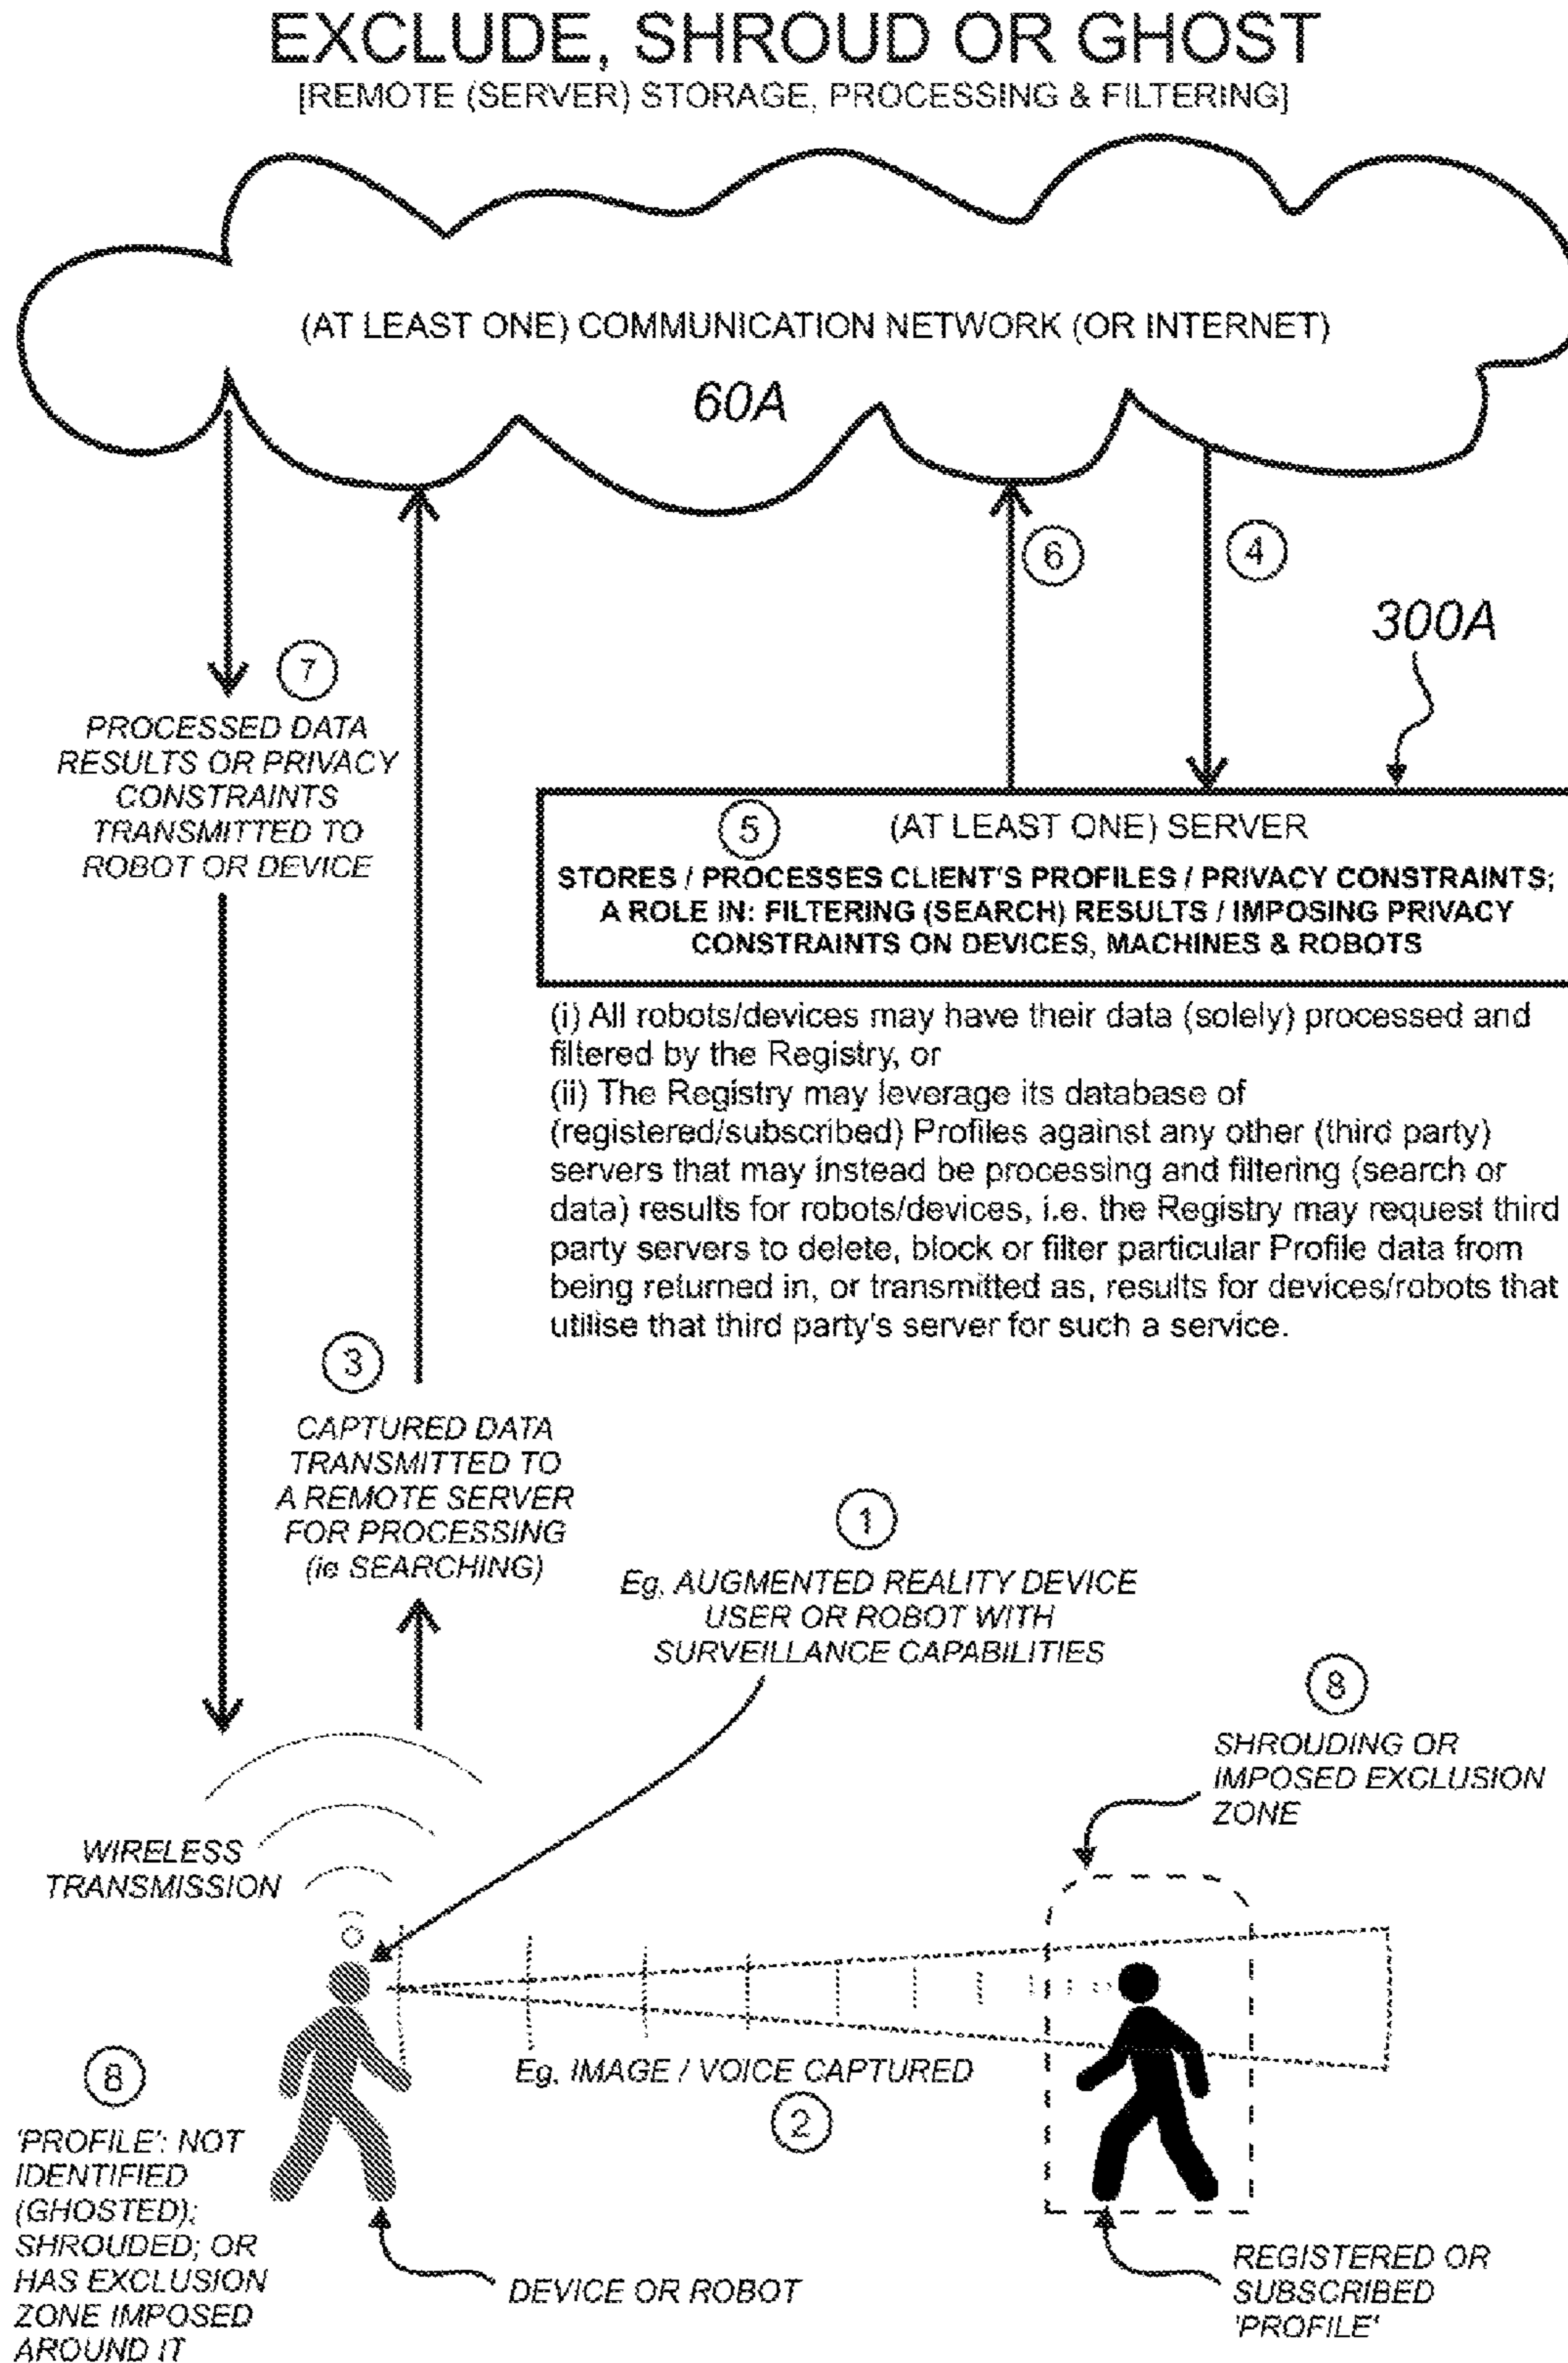 EXCLUDE, SHROUD OR GHOST
[REMOTE (SERVER) STORAGE, PROCESSING & FILTERING]
(AT LEAST ONE) COMMUNICATION NETWORK (OR INTERNET)
60A
6
4
300A
7
PROCESSED DATA
RESULTS OR PRIVACY
CONSTRAINTS
TRANSMITTED TO
ROBOT OR DEVICE
5
(AT LEAST ONE) SERVER
STORES / PROCESSES CLIENT'S PROFILES / PRIVACY CONSTRAINTS;
A ROLE IN: FILTERING (SEARCH) RESULTS / IMPOSING PRIVACY
CONSTRAINTS ON DEVICES, MACHINES & ROBOTS
(i) All robots/devices may have their data (solely) processed and
filtered by the Registry, or
(ii) The Registry may leverage its database of
(registered/subscribed) Profiles against any other (third party)
servers that may instead be processing and filtering (search or
data) results for robots/devices, i.e. the Registry may request third
party servers to delete, block or filter particular Profile data from
being returned in, or transmitted as, results for devices/robots that
utilise that third party's server for such a service.
3
CAPTURED DATA
TRANSMITTED TO
A REMOTE SERVER
FOR PROCESSING
(ie SEARCHING)
1
Eg. AUGMENTED REALITY DEVICE
USER OR ROBOT WITH
SURVEILLANCE CAPABILITIES
8
SHROUDING OR
IMPOSED EXCLUSION
ZONE
WIRELESS
TRANSMISSION
Eg. IMAGE / VOICE CAPTURED
2
8
'PROFILE': NOT
IDENTIFIED
(GHOSTED);
SHROUDED; OR
HAS EXCLUSION
ZONE IMPOSED
AROUND IT
DEVICE OR ROBOT
REGISTERED OR
SUBSCRIBED
'PROFILE'